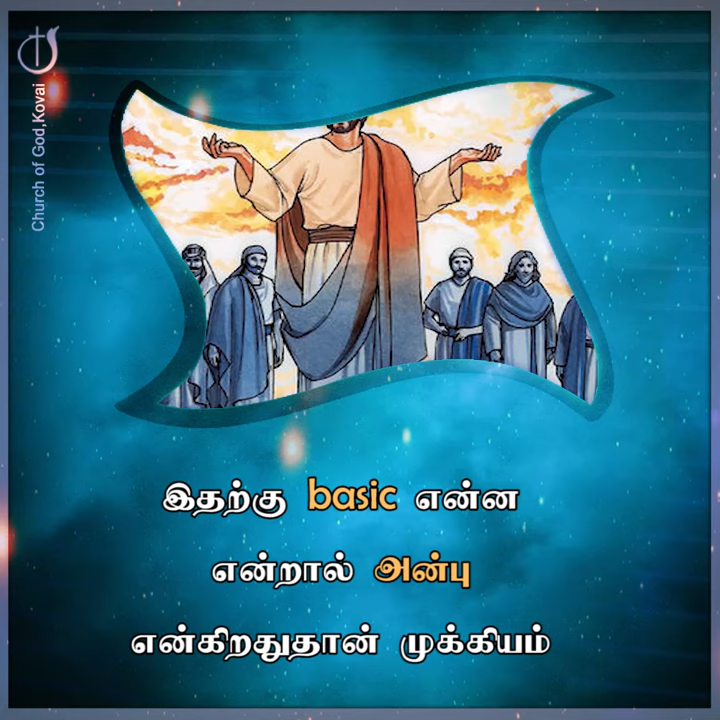 Church of God,Kovai
இதற்கு basic என்ன
என்றால் அன்பு
என்கிறதுதான் முக்கியம்